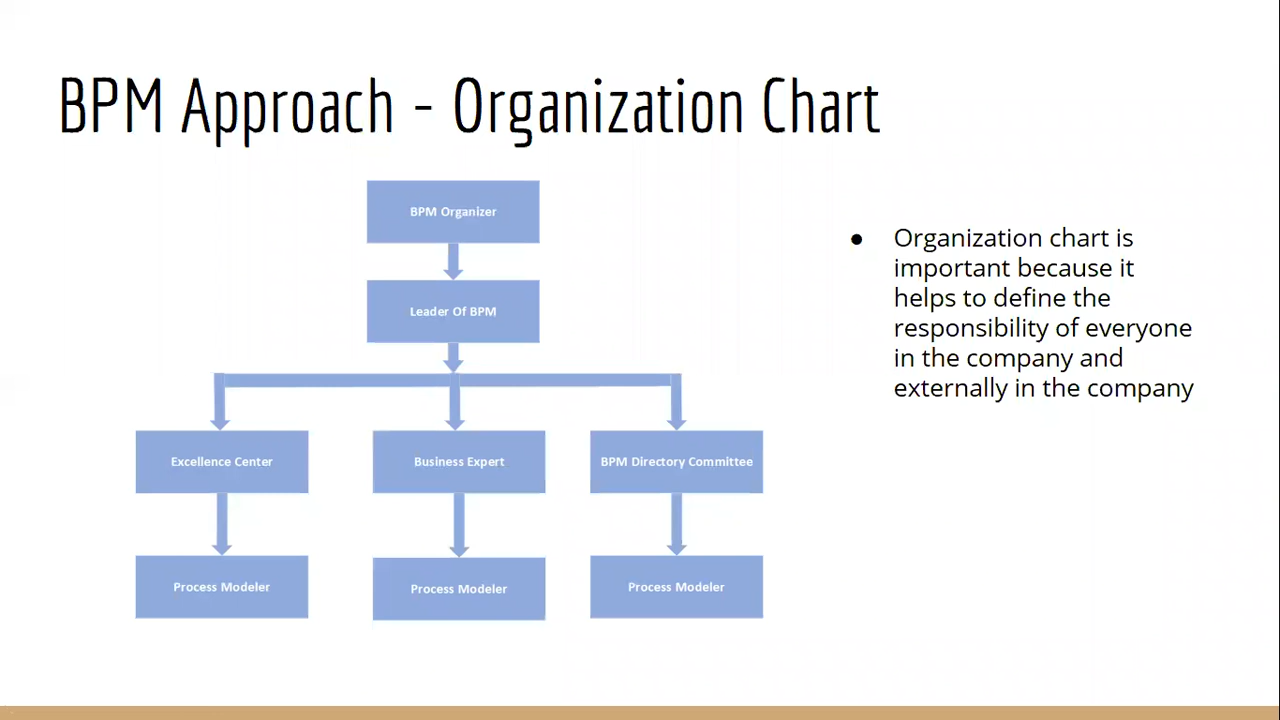 BPM Approach - Organization Chart
BPM Organizer
Leader Of BPM
Excellence Center
Business Expert
BPM Directory Committee
Process Modeler
Process Modeler
Process Modeler
● Organization chart is
important because it
helps to define the
responsibility of everyone
in the company and
externally in the company